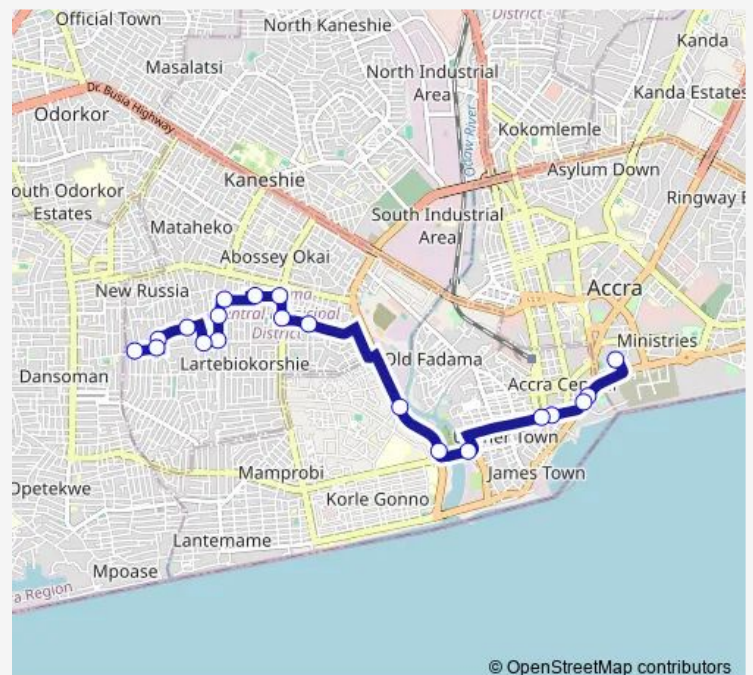 District -
Official Town
North Kaneshie
Kanda
Masalatsi
North Industrial
Area
Dr. Busia Highway
Kanda Estates
Odorkor
Kokomlemle
Odaw River
Asylum Down
Kaneshie
outh Odorkor
Estates
Ringway E
South Industrial
Area
Mataheko
Abossey Okai
New Russia
Accra
District
Ministries
Old Fadama
Lartebiokorshie
Dansoman
Accra Cen
her Town
Mamprobi
James Town
Opetekwe
Korle Gonno
Lantemame
Mpoase
a Region
© OpenStreetMap contributors